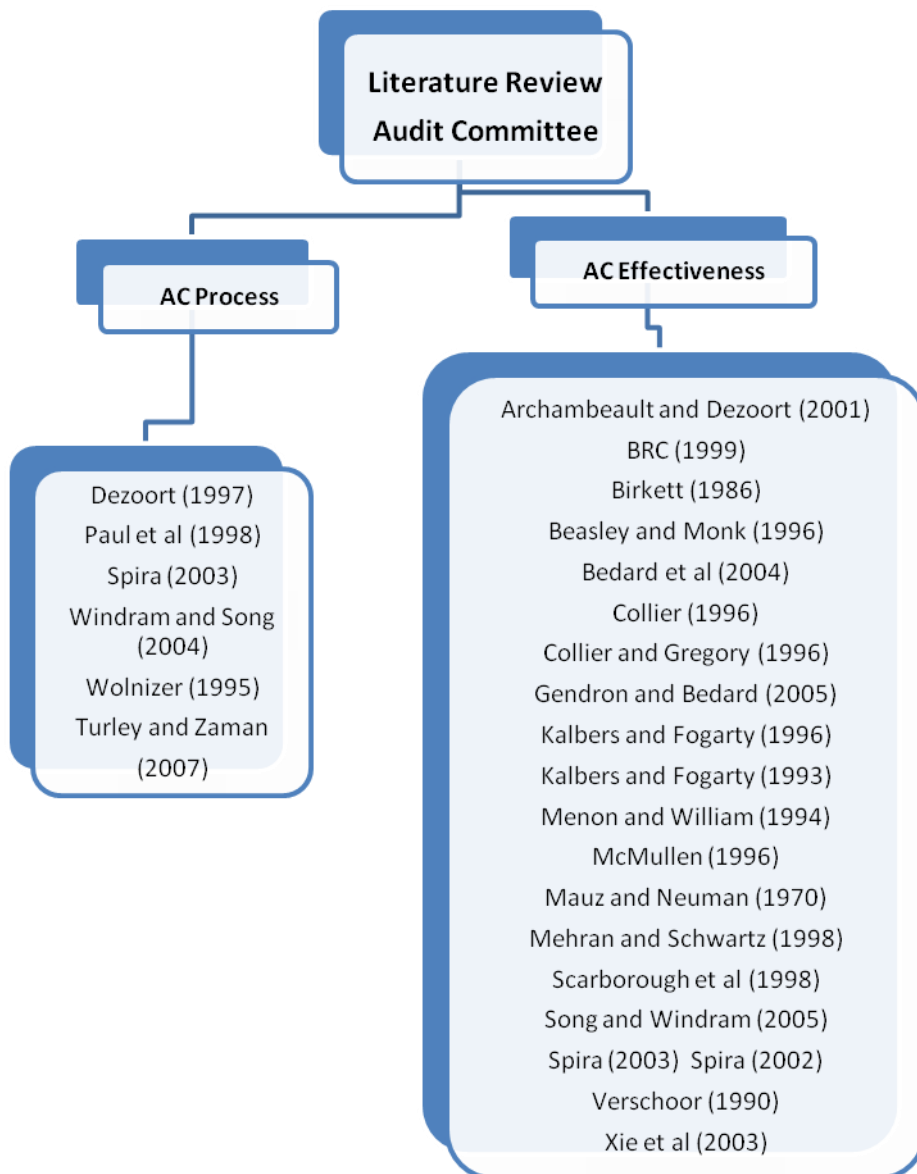 Literature Review
Audit Committee
AC Process
AC Effectiveness
Dezoort (1997)
Paul et al (1998)
Spira (2003)
Windram and Song
(2004)
Wolnizer (1995)
Turley and Zaman
(2007)
Archambeault and Dezoort (2001)
BRC (1999)
Birkett (1986)
Beasley and Monk (1996)
Bedard et al (2004)
Collier (1996)
Collier and Gregory (1996)
Gendron and Bedard (2005)
Kalbers and Fogarty (1996)
Kalbers and Fogarty (1993)
Menon and William (1994)
McMullen (1996)
Mauz and Neuman (1970)
Mehran and Schwartz (1998)
Scarborough et al (1998)
Song and Windram (2005)
Spira (2003) Spira (2002)
Verschoor (1990)
Xie et al (2003)